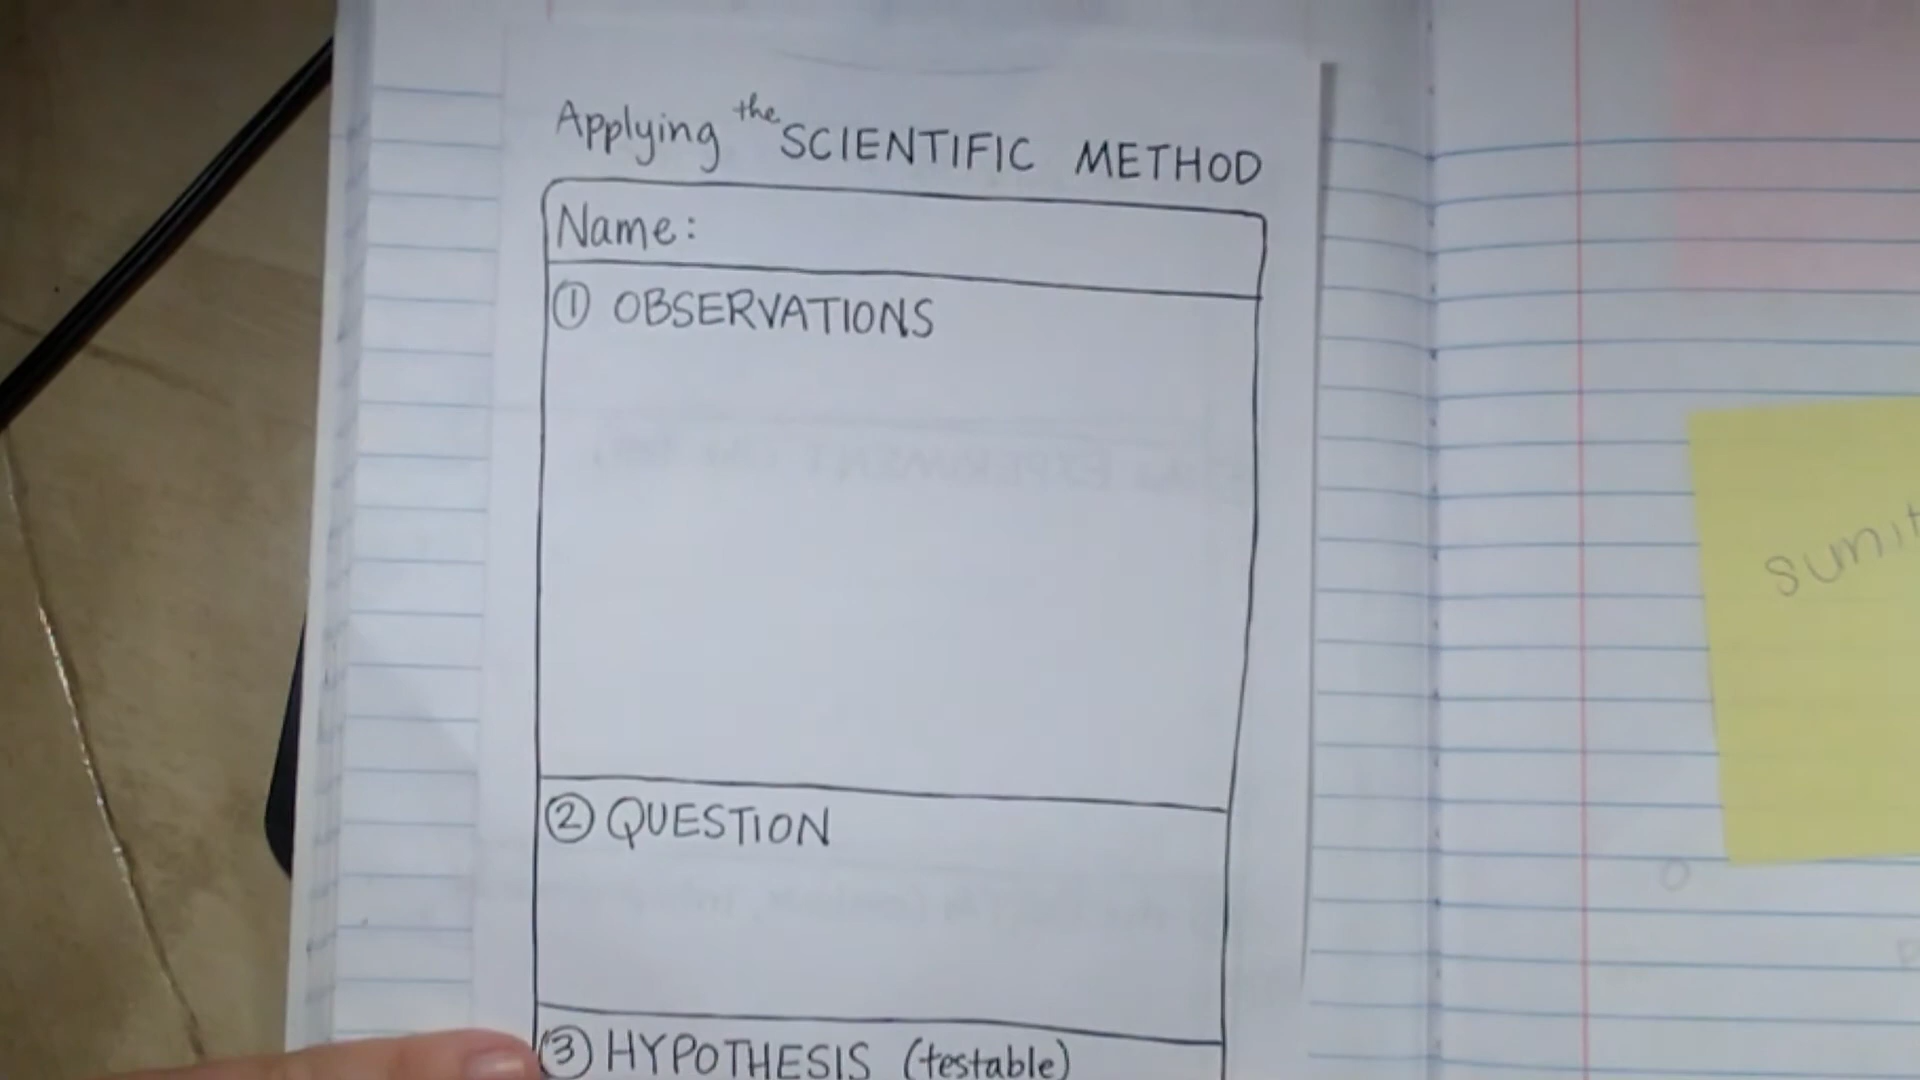 Applying the SCIENTIFIC METHOD
Name:
① OBSERVATIONS
② QUESTION
③ HYPOTHESIS (testable)